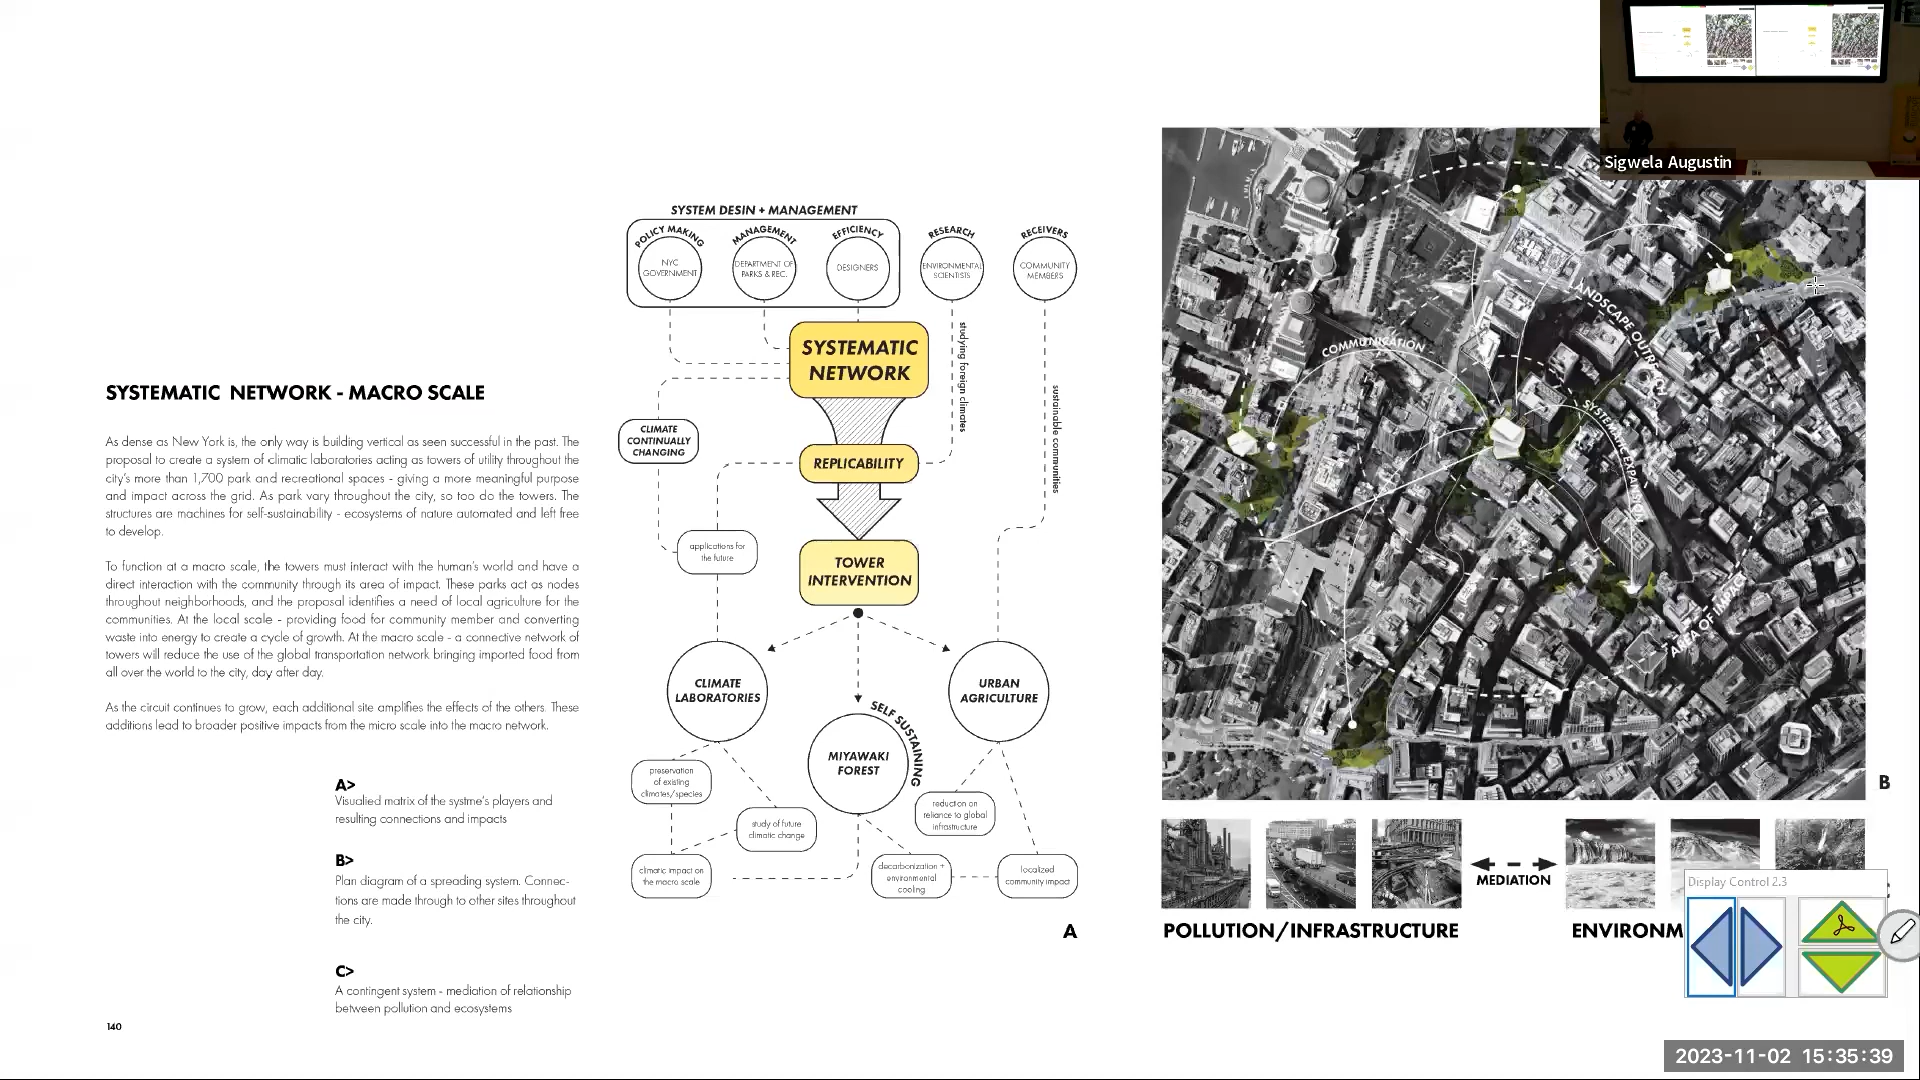 Sigwela Augustin
SYSTEMATIC NETWORK - MACRO SCALE
As dense as New York is, the only way is building vertical as seen successful in the past. The
proposal to create a system of climatic laboratories acting as towers of utility throughout the
city's more than 1,700 park and recreational spaces - giving a more meaningful purpose
and impact across the grid. As park vary throughout the city, so too do the towers. The
structures are machines for self-sustainability - ecosystems of nature automated and left free
to develop.
To function at a macro scale, the towers must interact with the human's world and have a
direct interaction with the community through its area of impact. These parks act as nodes
throughout neighborhoods, and the proposal identifies a need of local agriculture for the
communities. At the local scale - providing food for community member and converting
waste into energy to create a cycle of growth. At the macro scale - a connective network of
towers will reduce the use of the global transportation network bringing imported food from
all over the world to the city, day after day.
As the circuit continues to grow, each additional site amplifies the effects of the others. These
additions lead to broader positive impacts from the micro scale into the macro network.
A>
Visualied matrix of the systme's players and
resulting connections and impacts
B>
Plan diagram of a spreading system. Connec-
tions are made through to other sites throughout
the city.
C>
A contingent system - mediation of relationship
between pollution and ecosystems
140
SYSTEM DESIN + MANAGEMENT
POLICY MAKING
NYC
GOVERNMENT
MANAGEMENT
DEPARTMENT OF
PARKS & REC.
EFFICIENCY
DESIGNERS
RESEARCH
ENVIRONMENTAL
SCIENTISTS
RECEIVERS
COMMUNITY
MEMBERS
SYSTEMATIC
NETWORK
studying foreign climates
sustainable communities
CLIMATE
CONTINUALLY
CHANGING
REPLICABILITY
applications for
the future
TOWER
INTERVENTION
CLIMATE
LABORATORIES
SELF SUSTAINING
MIYAWAKI
FOREST
URBAN
AGRICULTURE
preservation
of existing
climates/species
study of future
climatic change
climatic impact on
the macro scale
reduction on
reliance to global
infrastructure
decarbonization +
environmental
cooling
localized
community impact
A
COMMUNICATION
LANDSCAPE OUTREACH
SYSTEMATIC EXPANSION
AREA OF IMPACT
B
MEDIATION
POLLUTION/INFRASTRUCTURE
ENVIRONM
Display Control 2.3
2023-11-02 15:35:39